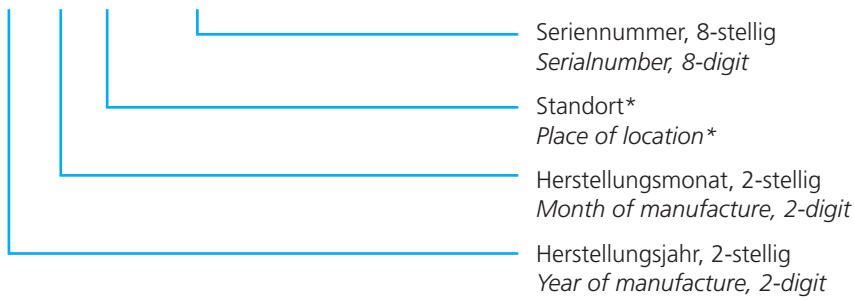 Seriennummer, 8-stellig
Serialnumber, 8-digit
Standort*
Place of location*
Herstellungsmonat, 2-stellig
Month of manufacture, 2-digit
Herstellungsjahr, 2-stellig
Year of manufacture, 2-digit